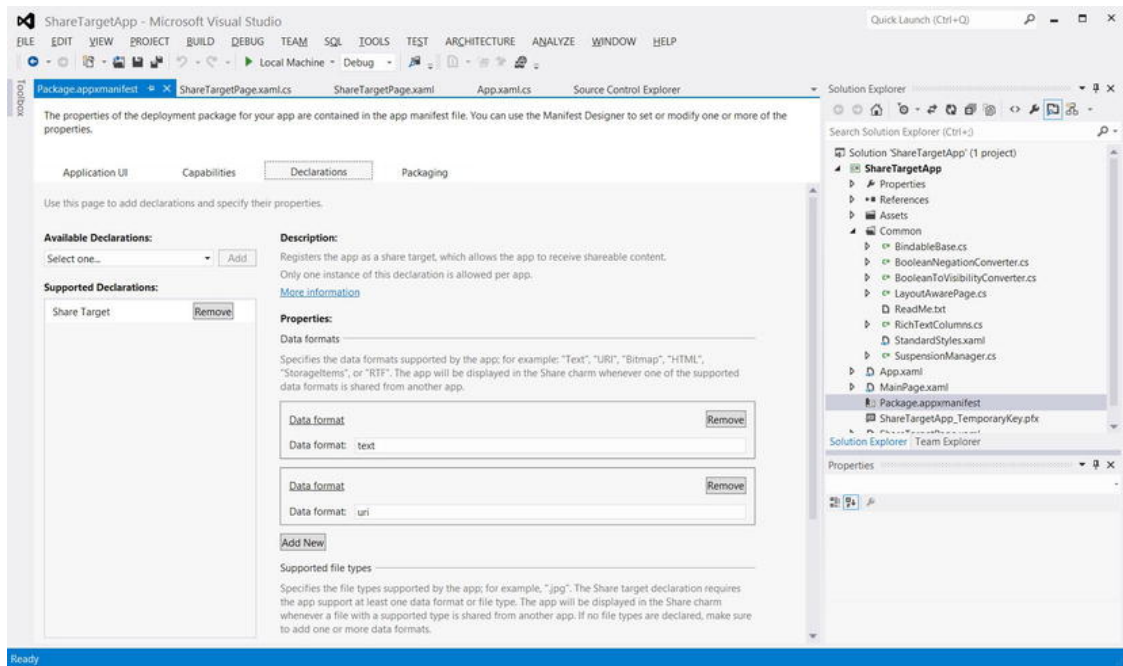 ShareTargetApp - Microsoft Visual Studio
Quick Launch (Ctrl+Q)
FILE EDIT VIEW PROJECT BUILD DEBUG TEAM SQL TOOLS TEST ARCHITECTURE ANALYZE WINDOW HELP
Local Machine Debug
Toolbox
Package.appxmanifest ShareTargetPage.xaml.cs ShareTargetPage.xaml App.xaml.cs Source Control Explorer
The properties of the deployment package for your app are contained in the app manifest file. You can use the Manifest Designer to set or modify one or more of the
properties.
Application UI Capabilities Declarations Packaging
Use this page to add declarations and specify their properties.
Available Declarations:
Select one... Add
Supported Declarations:
Share Target Remove
Description:
Registers the app as a share target, which allows the app to receive shareable content.
Only one instance of this declaration is allowed per app.
More information
Properties:
Data formats
Specifies the data formats supported by the app; for example: "Text", "URI", "Bitmap", "HTML",
"StorageItems", or "RTF". The app will be displayed in the Share charm whenever one of the supported
data formats is shared from another app.
Data format Remove
Data format: text
Data format Remove
Data format: uri
Add New
Supported file types
Specifies the file types supported by the app; for example, ".jpg". The Share target declaration requires
the app support at least one data format or file type. The app will be displayed in the Share charm
whenever a file with a supported type is shared from another app. If no file types are declared, make sure
to add one or more data formats.
Solution Explorer
Search Solution Explorer (Ctrl+;)
Solution 'ShareTargetApp' (1 project)
ShareTargetApp
Properties
References
Assets
Common
BindableBase.cs
BooleanNegationConverter.cs
BooleanToVisibilityConverter.cs
LayoutAwarePage.cs
ReadMe.txt
RichTextColumns.cs
StandardStyles.xaml
SuspensionManager.cs
App.xaml
MainPage.xaml
Package.appxmanifest
ShareTargetApp_TemporaryKey.pfx
ShareTargetPage.xaml
Solution Explorer Team Explorer
Properties
Ready